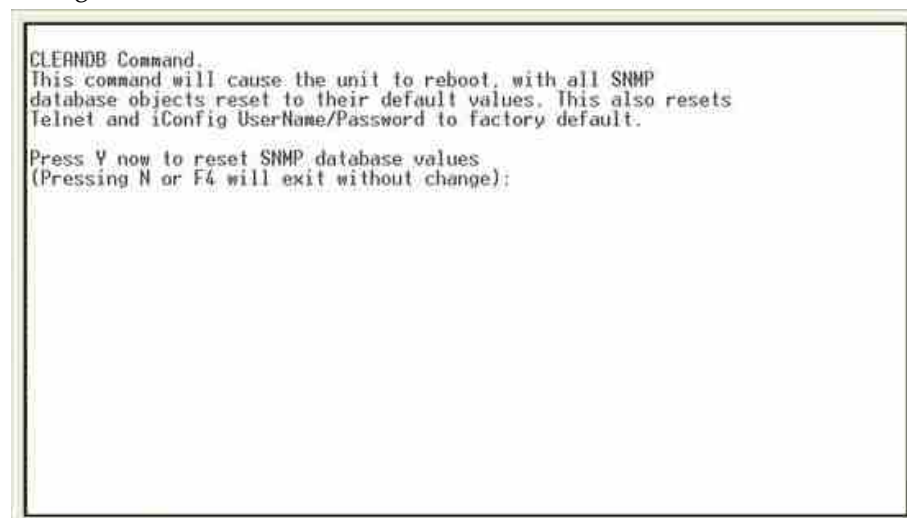 CLEANDB Command.
This command will cause the unit to reboot, with all SNMP
database objects reset to their default values. This also resets
Telnet and iConfig UserName/Password to factory default.
Press Y now to reset SNMP database values
(Pressing N or F4 will exit without change):